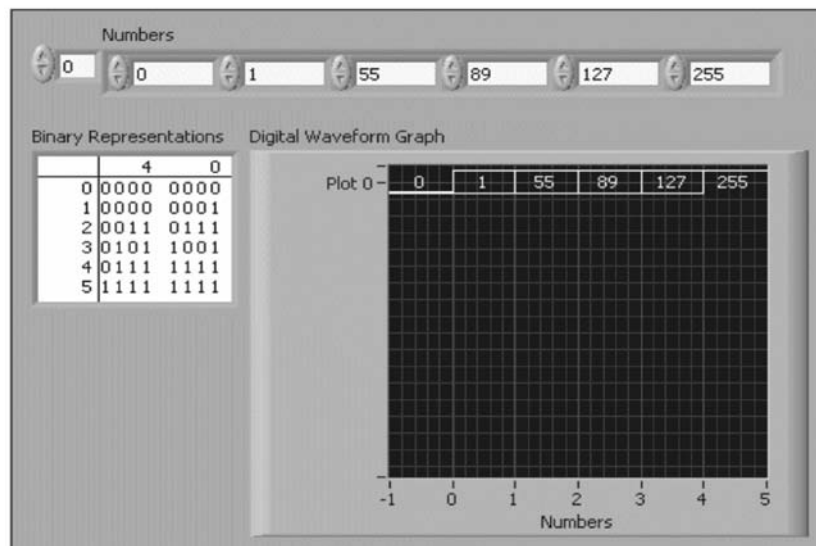 Numbers
0 0 1 55 89 127 255
Binary Representations
4 0
0 0000 0000
1 0000 0001
2 0011 0111
3 0101 1001
4 0111 1111
5 1111 1111
Digital Waveform Graph
Plot 0 0 1 55 89 127 255
-1 0 1 2 3 4 5
Numbers